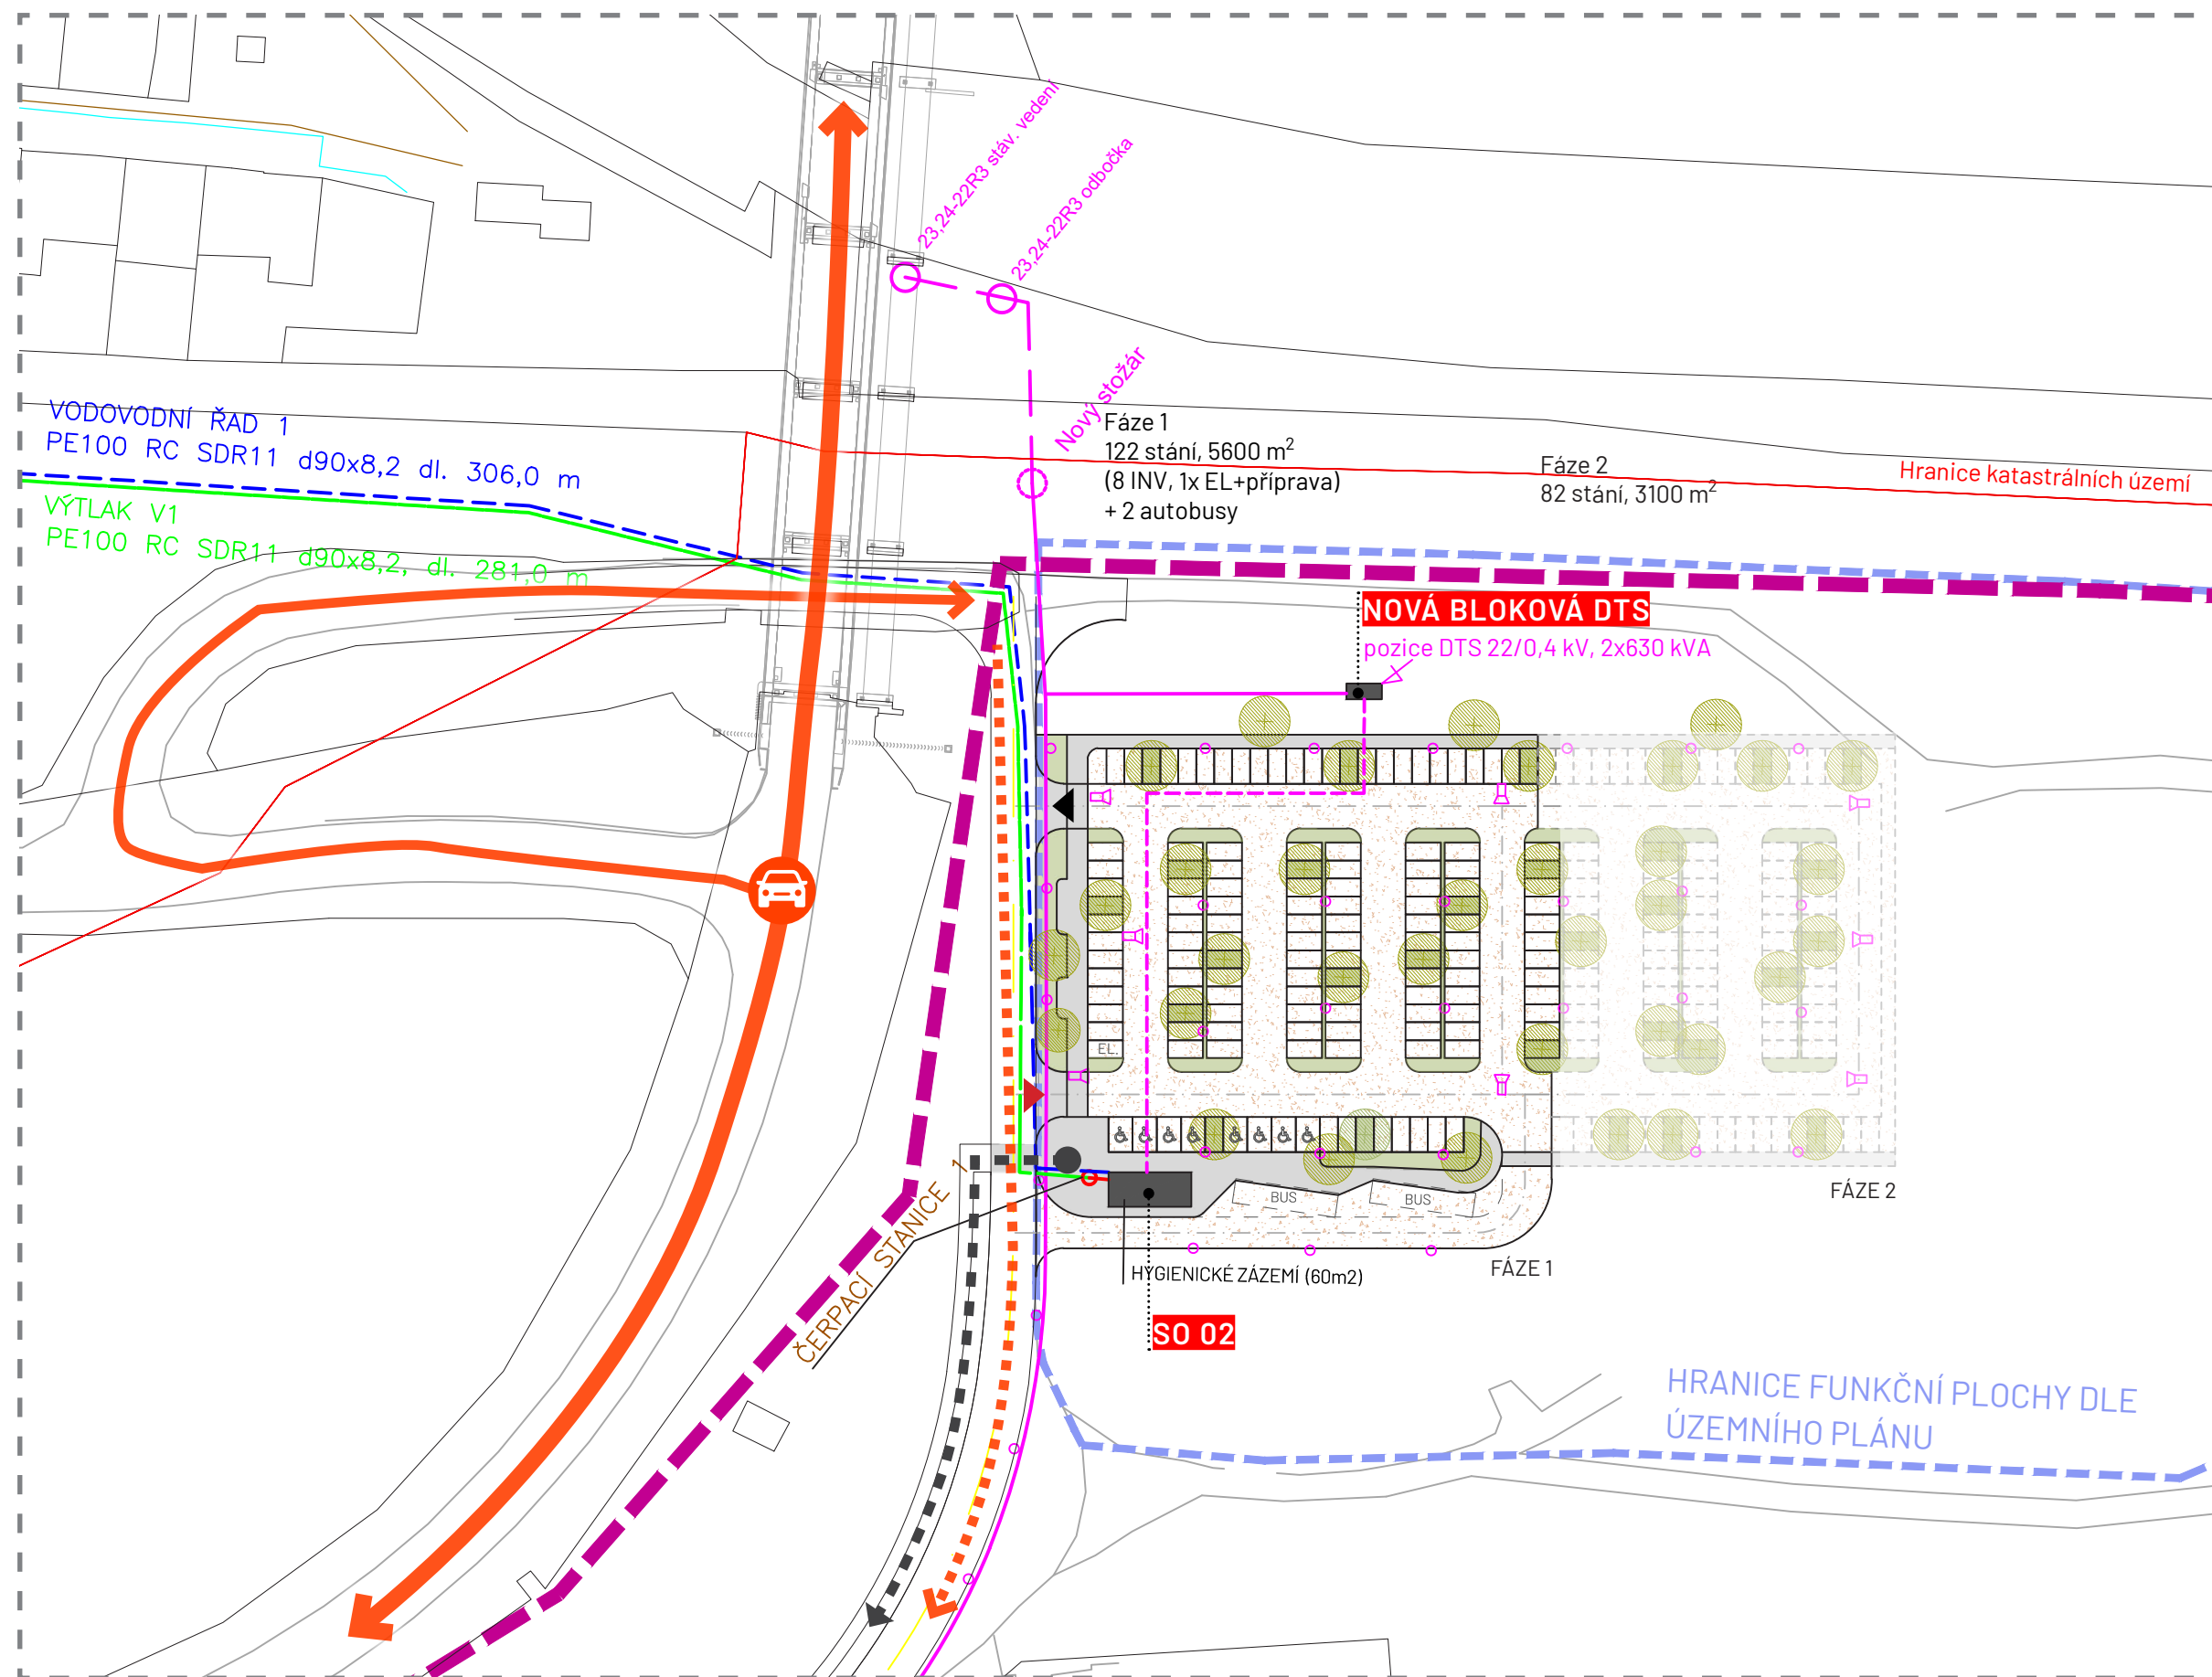 23,24-22R3 stáv. vedení
23,24-22R3 odbočka
Nový stožár
VODOVODNÍ ŘAD 1
PE100 RC SDR11 d90x8,2 dl. 306,0 m
VÝTLAK V1
PE100 RC SDR11 d90x8,2, dl. 281,0 m
Fáze 1
122 stání, 5600 m²
(8 INV, 1x EL+příprava)
+ 2 autobusy
Fáze 2
82 stání, 3100 m²
Hranice katastrálních území
NOVÁ BLOKOVÁ DTS
pozice DTS 22/0,4 kV, 2x630 kVA
EL.
BUS
BUS
FÁZE 2
FÁZE 1
ČERPACÍ STANICE 1
HYGIENICKÉ ZÁZEMÍ (60m2)
SO 02
HRANICE FUNKČNÍ PLOCHY DLE
ÚZEMNÍHO PLÁNU